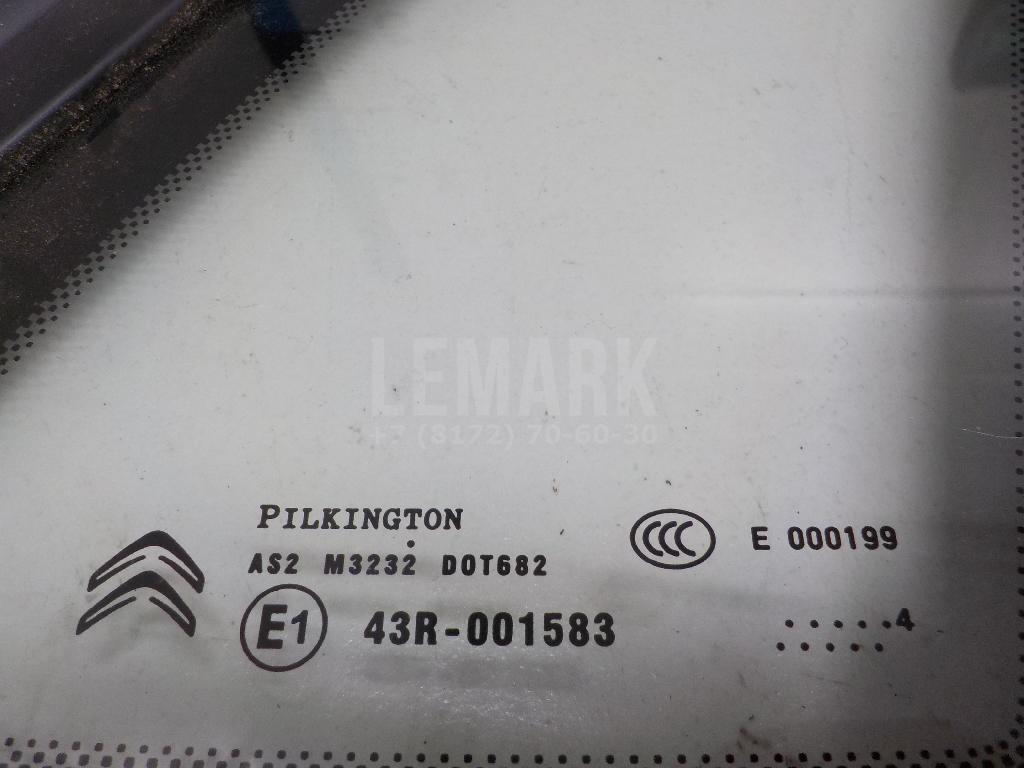 LEMARK
+7 (8172) 70-60-30
PILKINGTON
AS2 M3232 DOT682
CCC E 000199
E1 43R-001583
.....4
.....